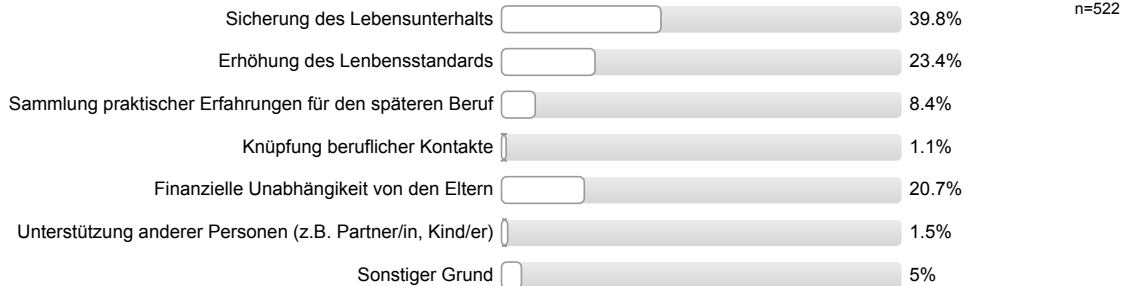 n=522
Sicherung des Lebensunterhalts 39.8%
Erhöhung des Lenbensstandards 23.4%
Sammlung praktischer Erfahrungen für den späteren Beruf 8.4%
Knüpfung beruflicher Kontakte 1.1%
Finanzielle Unabhängikeit von den Eltern 20.7%
Unterstützung anderer Personen (z.B. Partner/in, Kind/er) 1.5%
Sonstiger Grund 5%